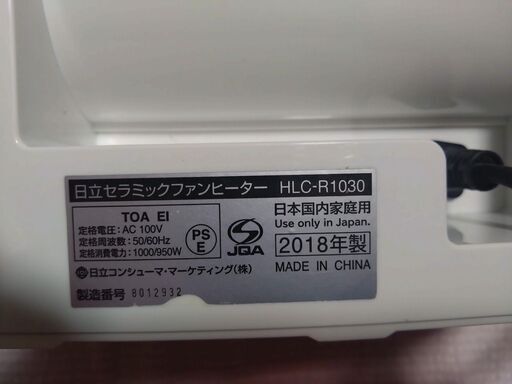 日立セラミックファンヒーター HLC-R1030
TOA EI
定格電圧:AC 100V
定格周波数:50/60Hz
定格消費電力:1000/950W
PS
E
JQA
日本国内家庭用
Use only in Japan.
2018年製
日立コンシューマ・マーケティング(株)
MADE IN CHINA
製造番号 8012932